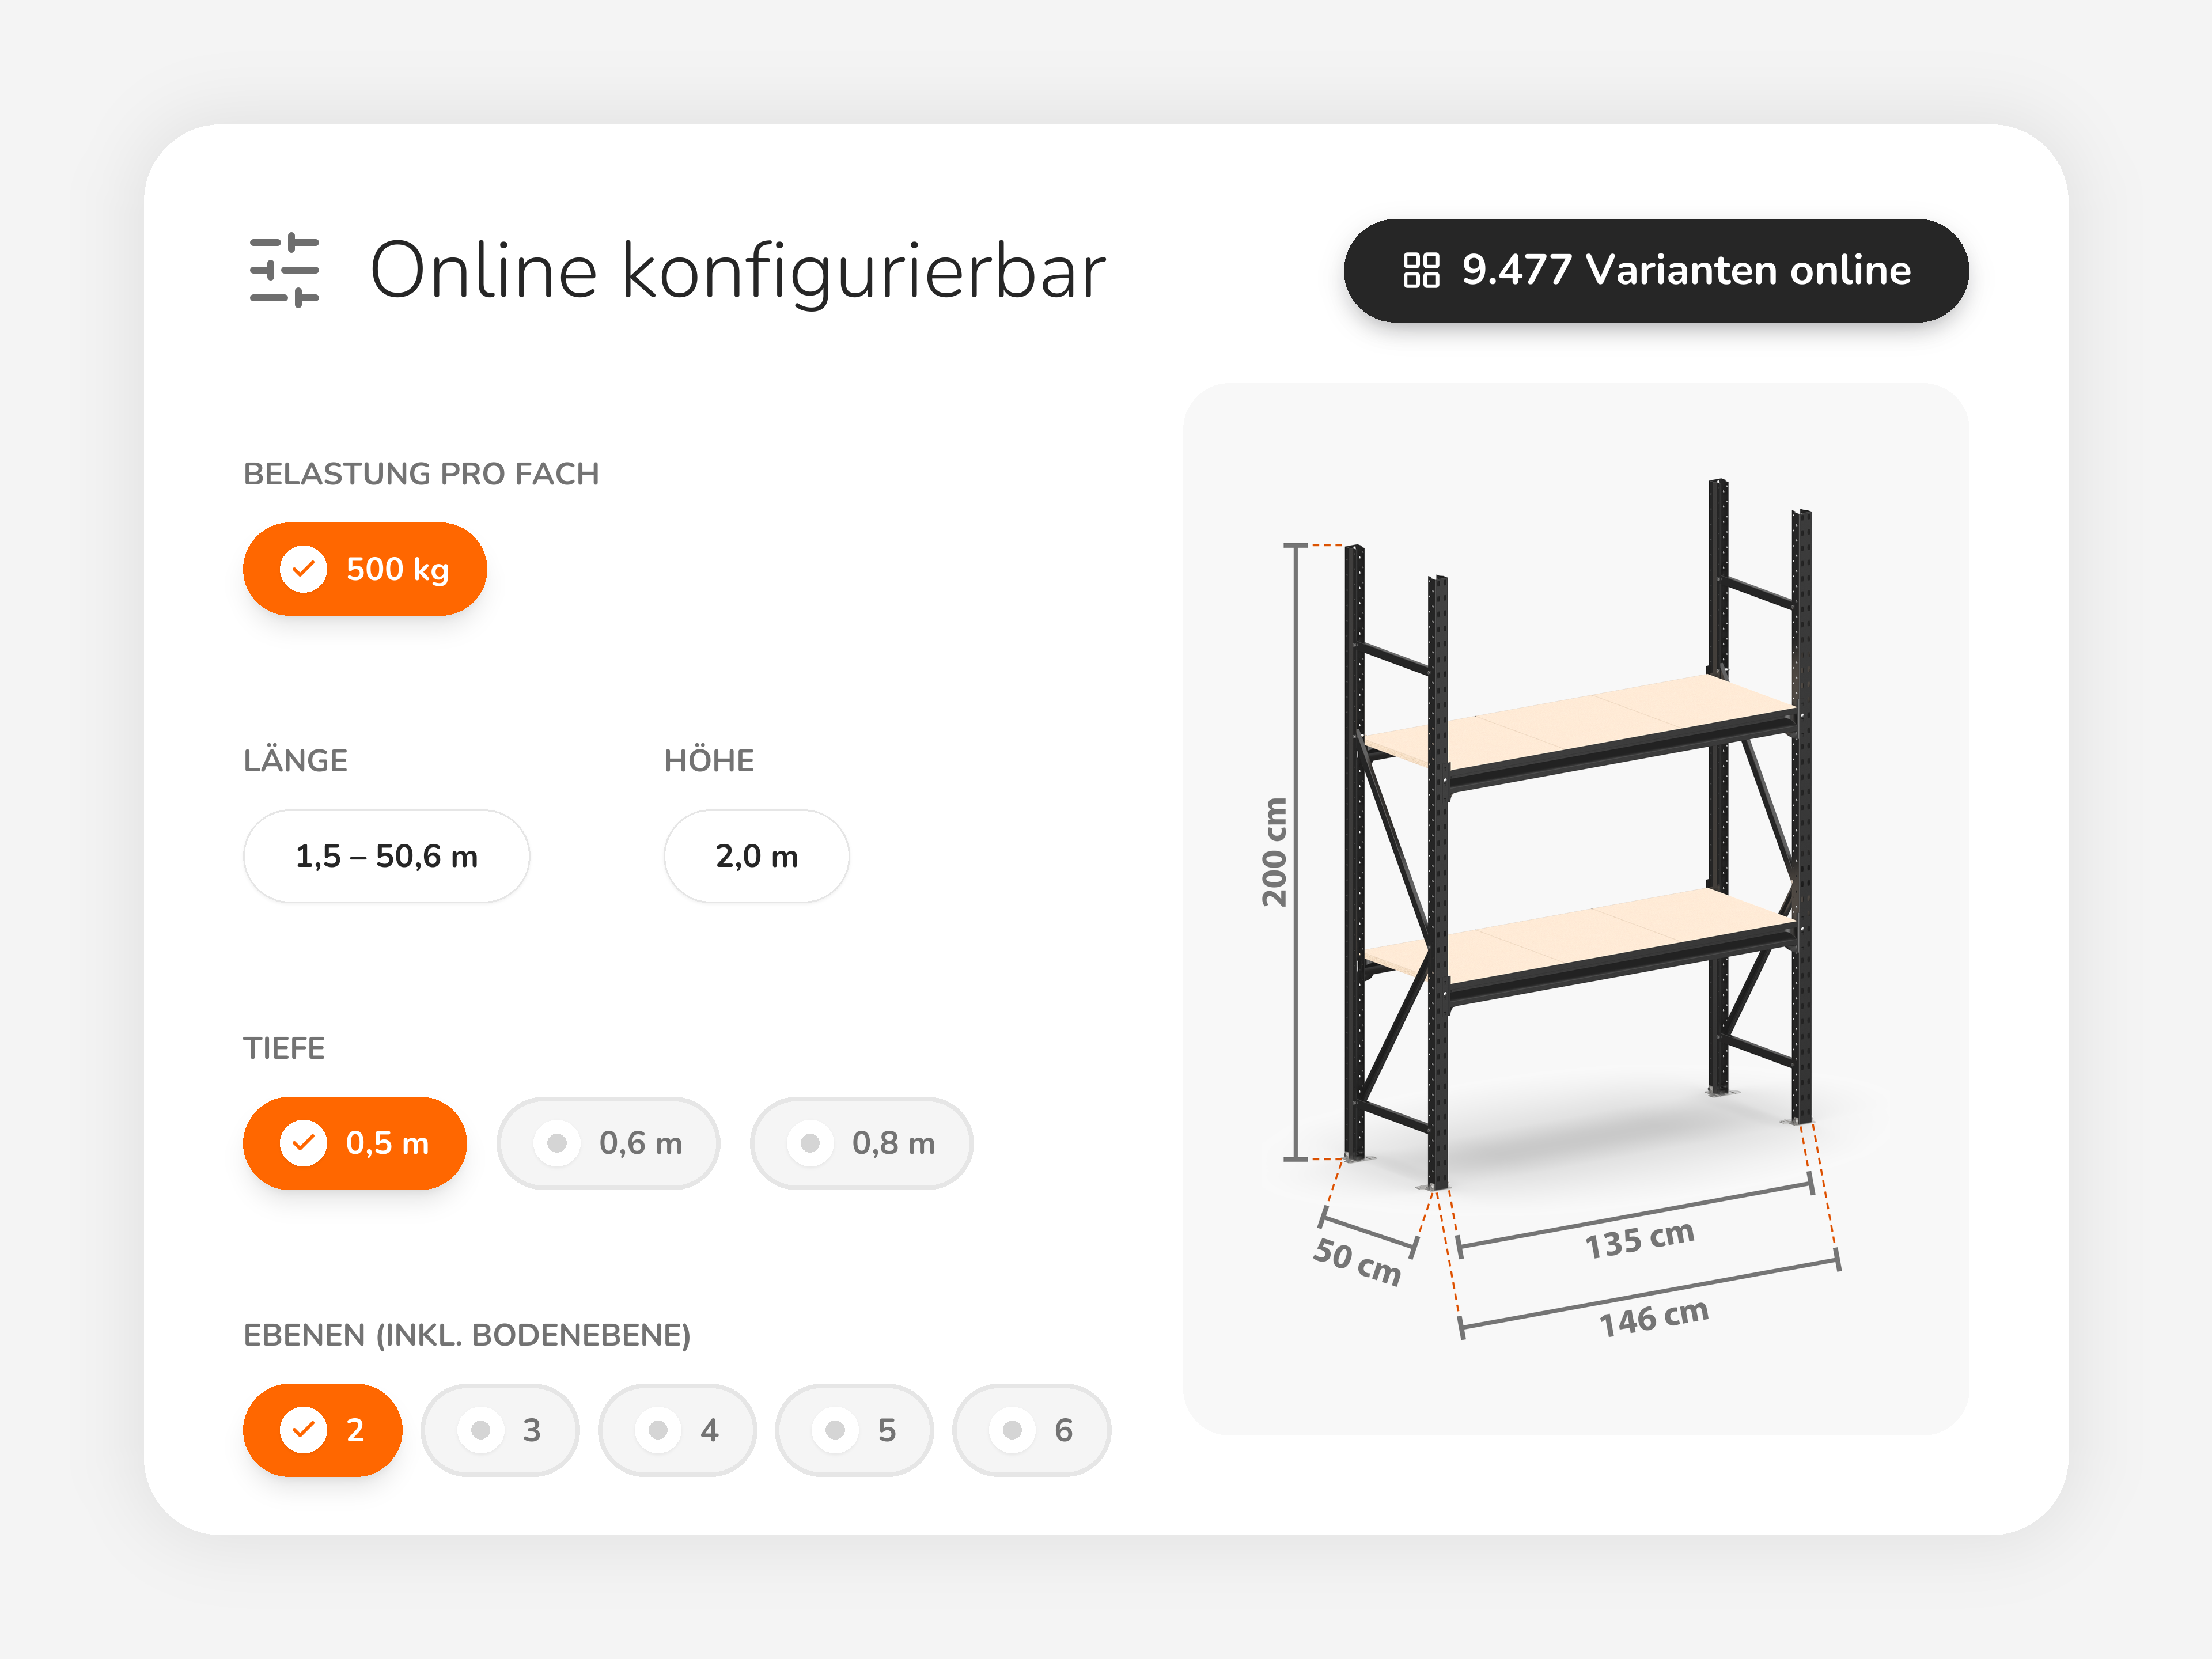 Online konfigurierbar
9.477 Varianten online
BELASTUNG PRO FACH
500 kg
LÄNGE
HÖHE
1,5 – 50,6 m
2,0 m
TIEFE
0,5 m
0,6 m
0,8 m
EBENEN (INKL. BODENEBENE)
2
3
4
5
6
200 cm
50 cm
135 cm
146 cm